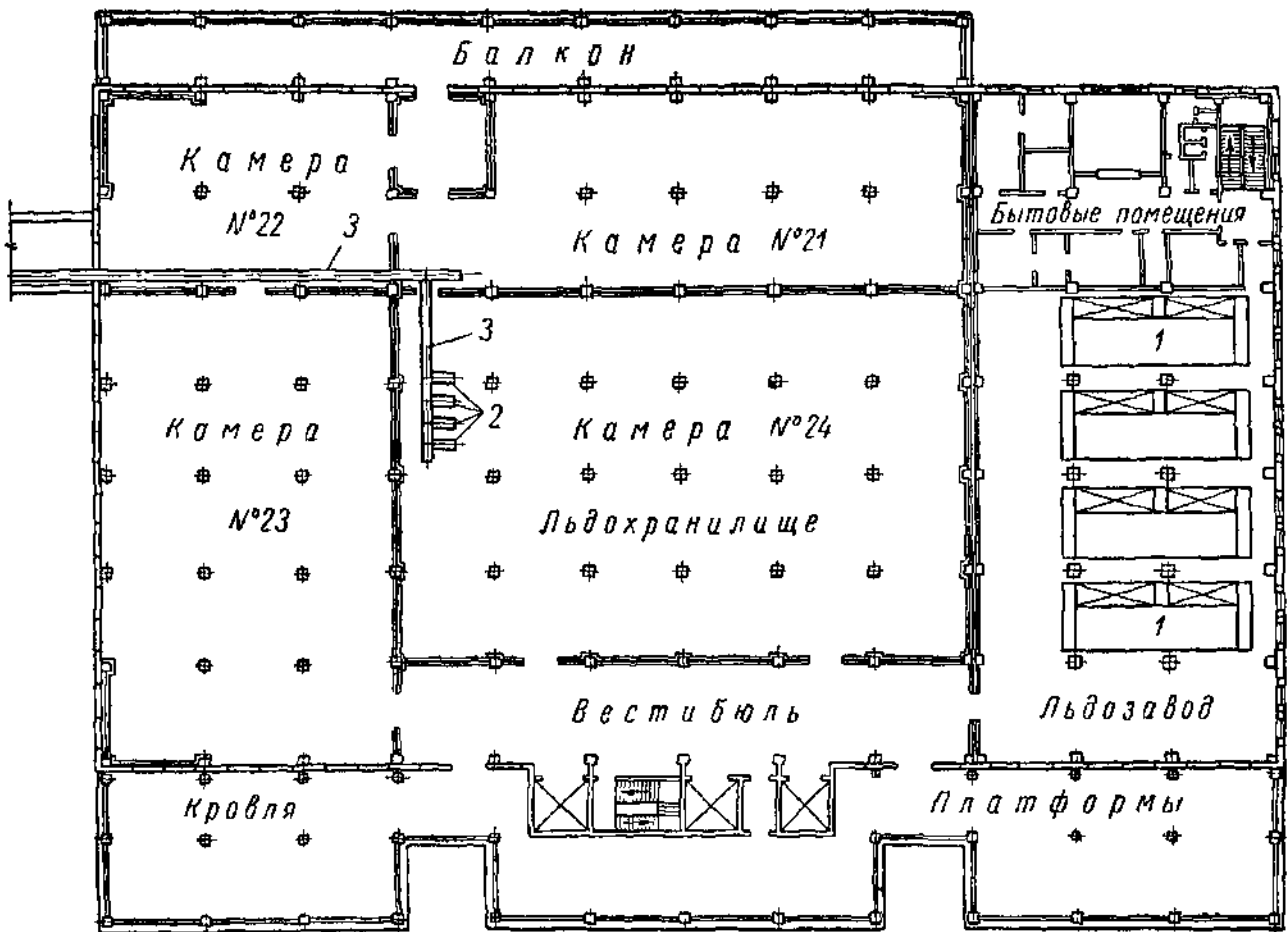 Балкон
Камера
№22
3
Камера №21
Бытовые помещения
3
1
2
Камера
№23
Камера №24
Льдохранилище
1
Вестибюль
Льдозавод
Кровля
Платформы